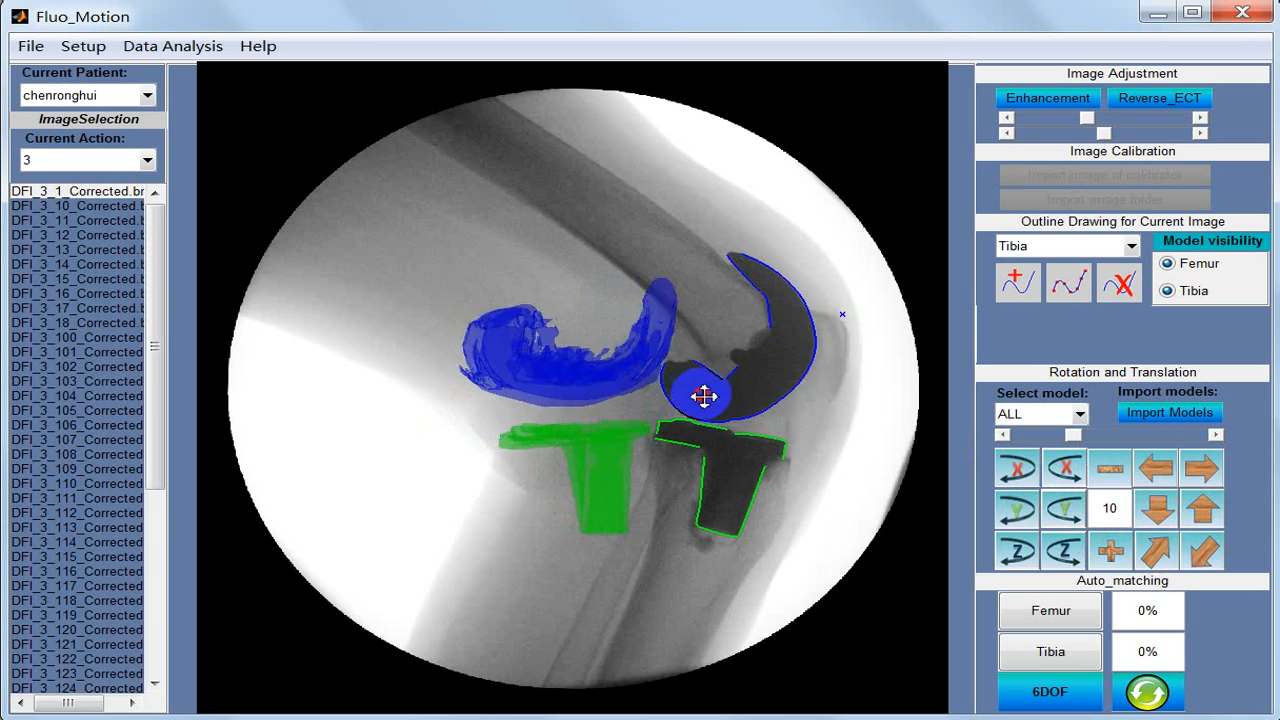 Fluo_Motion
File Setup Data Analysis Help
Current Patient:
chenronghui
ImageSelection
Current Action:
3
DFI_3_1_Corrected.br
DFI_3_10_Corrected.b
DFI_3_11_Corrected.b
DFI_3_12_Corrected.b
DFI_3_13_Corrected.b
DFI_3_14_Corrected.b
DFI_3_16_Corrected.b
DFI_3_18_Corrected.b
DFI_3_101_Corrected
DFI_3_102_Corrected
DFI_3_103_Corrected
DFI_3_105_Corrected
DFI_3_106_Corrected
DFI_3_107_Corrected
DFI_3_108_Corrected
DFI_3_109_Corrected
DFI_3_110_Corrected
DFI_3_111_Corrected
DFI_3_112_Corrected
DFI_3_113_Corrected
DFI_3_114_Corrected
DFI_3_115_Corrected
DFI_3_116_Corrected
DFI_3_117_Corrected
DFI_3_118_Corrected
DFI_3_119_Corrected
DFI_3_120_Corrected
DFI_3_121_Corrected
DFI_3_122_Corrected
DFI_3_123_Corrected
DFI_3_124_Corrected
Image Adjustment
Enhancement Reverse_ECT
Image Calibration
Import image of calibrator
Import image folder
Outline Drawing for Current Image
Tibia
Model visibility
Femur
Tibia
Rotation and Translation
Select model: Import models:
ALL Import Models
X X
Y 10 Y
Z Z
Auto_matching
Femur 0%
Tibia 0%
6DOF